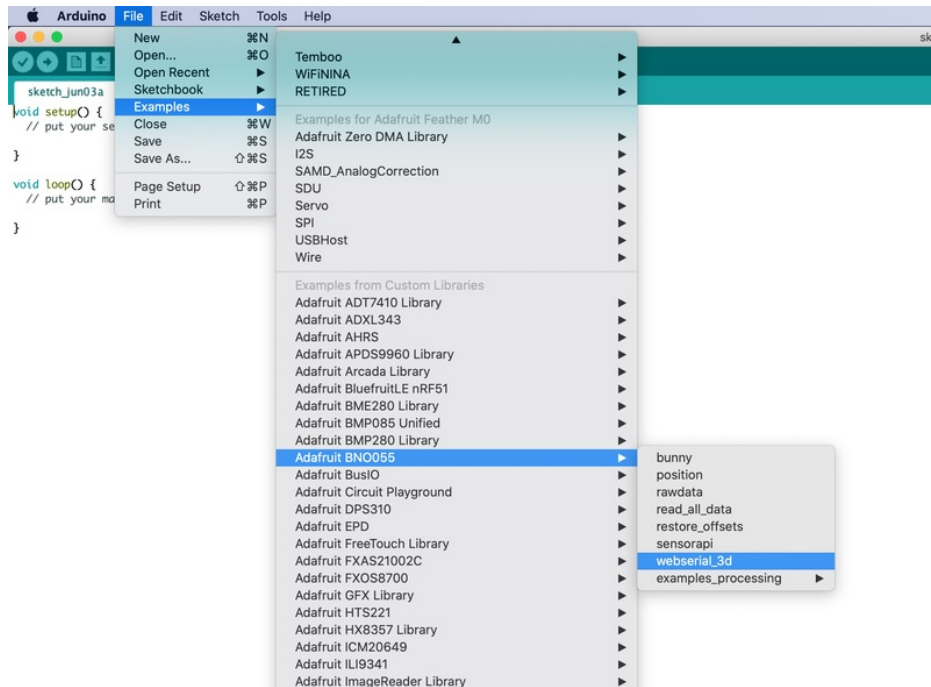 Arduino File Edit Sketch Tools Help
sk
New ⌘N
Open... ⌘O
Open Recent ▶
Sketchbook ▶
Examples ▶
Close ⌘W
Save ⌘S
Save As... ⇧⌘S
Page Setup ⇧⌘P
Print ⌘P
sketch_jun03a
void setup() {
// put your se
}
void loop() {
// put your ma
}
Temboo ▶
WiFiNINA ▶
RETIRED ▶
Examples for Adafruit Feather M0
Adafruit Zero DMA Library ▶
I2S ▶
SAMD_AnalogCorrection ▶
SDU ▶
Servo ▶
SPI ▶
USBHost ▶
Wire ▶
Examples from Custom Libraries
Adafruit ADT7410 Library ▶
Adafruit ADXL343 ▶
Adafruit AHRS ▶
Adafruit APDS9960 Library ▶
Adafruit Arcada Library ▶
Adafruit BluefruitLE nRF51 ▶
Adafruit BME280 Library ▶
Adafruit BMP085 Unified ▶
Adafruit BMP280 Library ▶
Adafruit BNO055 ▶
Adafruit BusIO ▶
Adafruit Circuit Playground ▶
Adafruit DPS310 ▶
Adafruit EPD ▶
Adafruit FreeTouch Library ▶
Adafruit FXAS21002C ▶
Adafruit FXOS8700 ▶
Adafruit GFX Library ▶
Adafruit HTS221 ▶
Adafruit HX8357 Library ▶
Adafruit ICM20649 ▶
Adafruit ILI9341 ▶
Adafruit ImageReader Library ▶
bunny
position
rawdata
read_all_data
restore_offsets
sensorapi
webserial_3d
examples_processing ▶